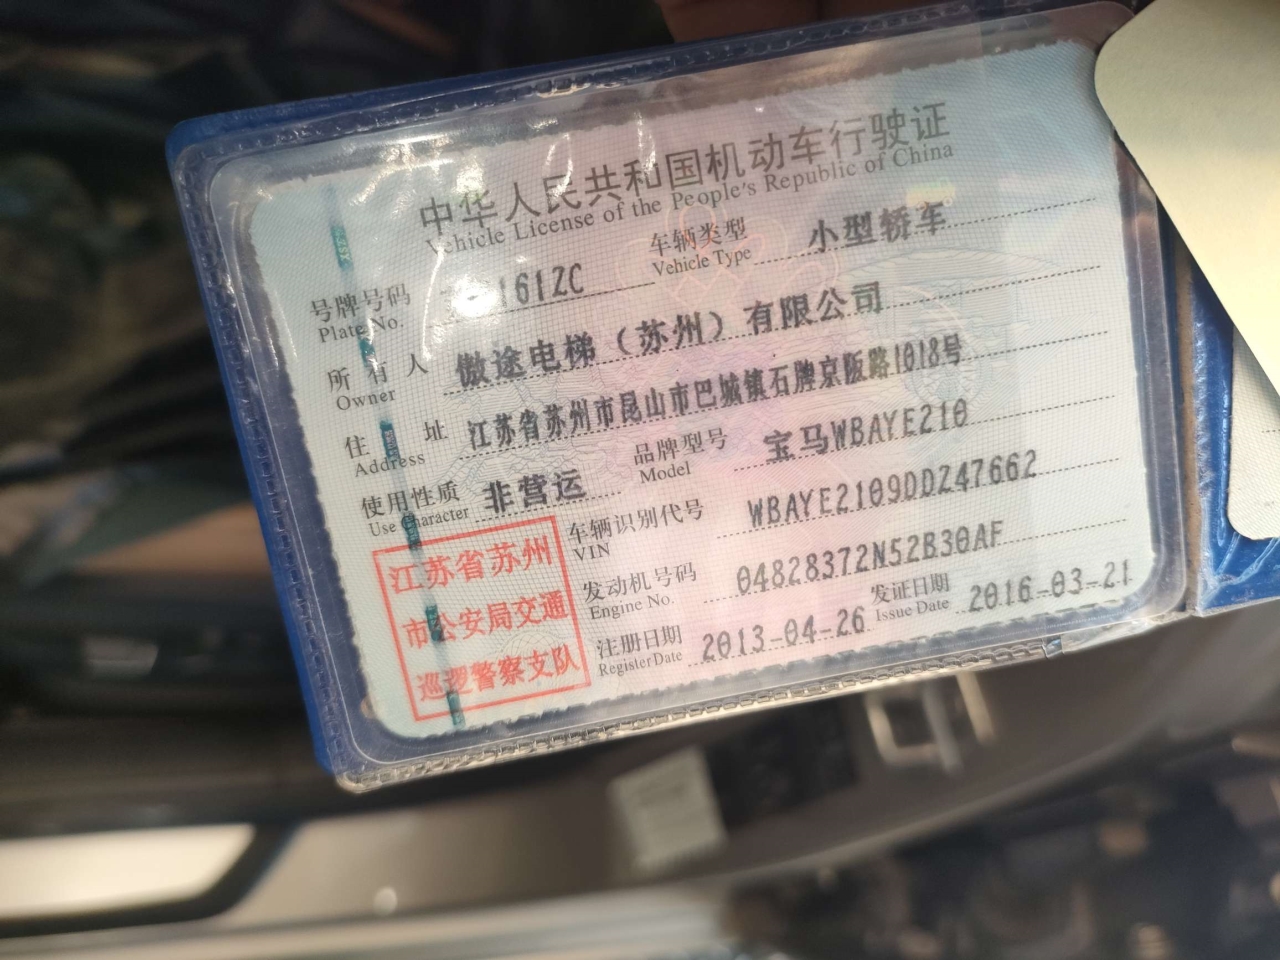 中华人民共和国机动车行驶证
Vehicle License of the People's Republic of China
号牌号码 161ZC 车辆类型 小型轿车
Plate No. Vehicle Type
所有人 傲途电梯（苏州）有限公司
Owner
住址 江苏省苏州市昆山市巴城镇石牌京阪路1018号
Address
使用性质 非营运 品牌型号 宝马WBAYE210
Use Character Model
车辆识别代号 WBAYE2109DDZ47662
VIN
发动机号码 04828372N52B30AF
Engine No.
注册日期 2013-04-26 发证日期 2016-03-21
Register Date Issue Date
江苏省苏州
市公安局交通
巡逻警察支队